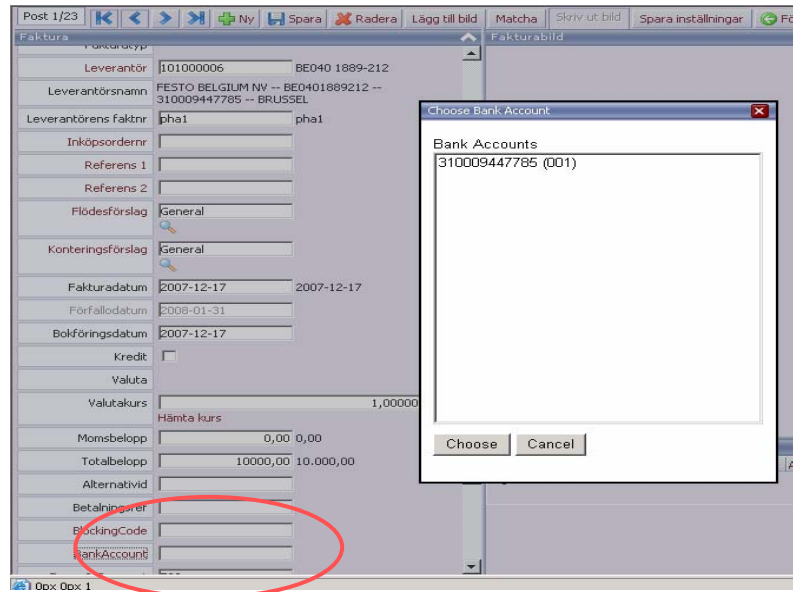 Post 1/23 Ny Spara Radera Lägg till bild Matcha Skriv ut bild Spara inställningar
Faktura Fakturabild
Fakturatyp
Leverantör 101000006 BE040 1889-212
Leverantörsnamn FESTO BELGIUM NV -- BE0401889212 --
310009447785 -- BRUSSEL
Leverantörens faktnr pha1 pha1
Inköpsordernr
Referens 1
Referens 2
Flödesförslag General
Konteringsförslag General
Fakturadatum 2007-12-17 2007-12-17
Förfallodatum 2008-01-31
Bokföringsdatum 2007-12-17
Kredit
Valuta
Valutakurs 1,00000
Hämta kurs
Momsbelopp 0,00 0,00
Totalbelopp 10000,00 10.000,00
Alternativid
Betalningsref
BlockingCode
BankAccount
0px 0px 1
Choose Bank Account
Bank Accounts
310009447785 (001)
Choose Cancel